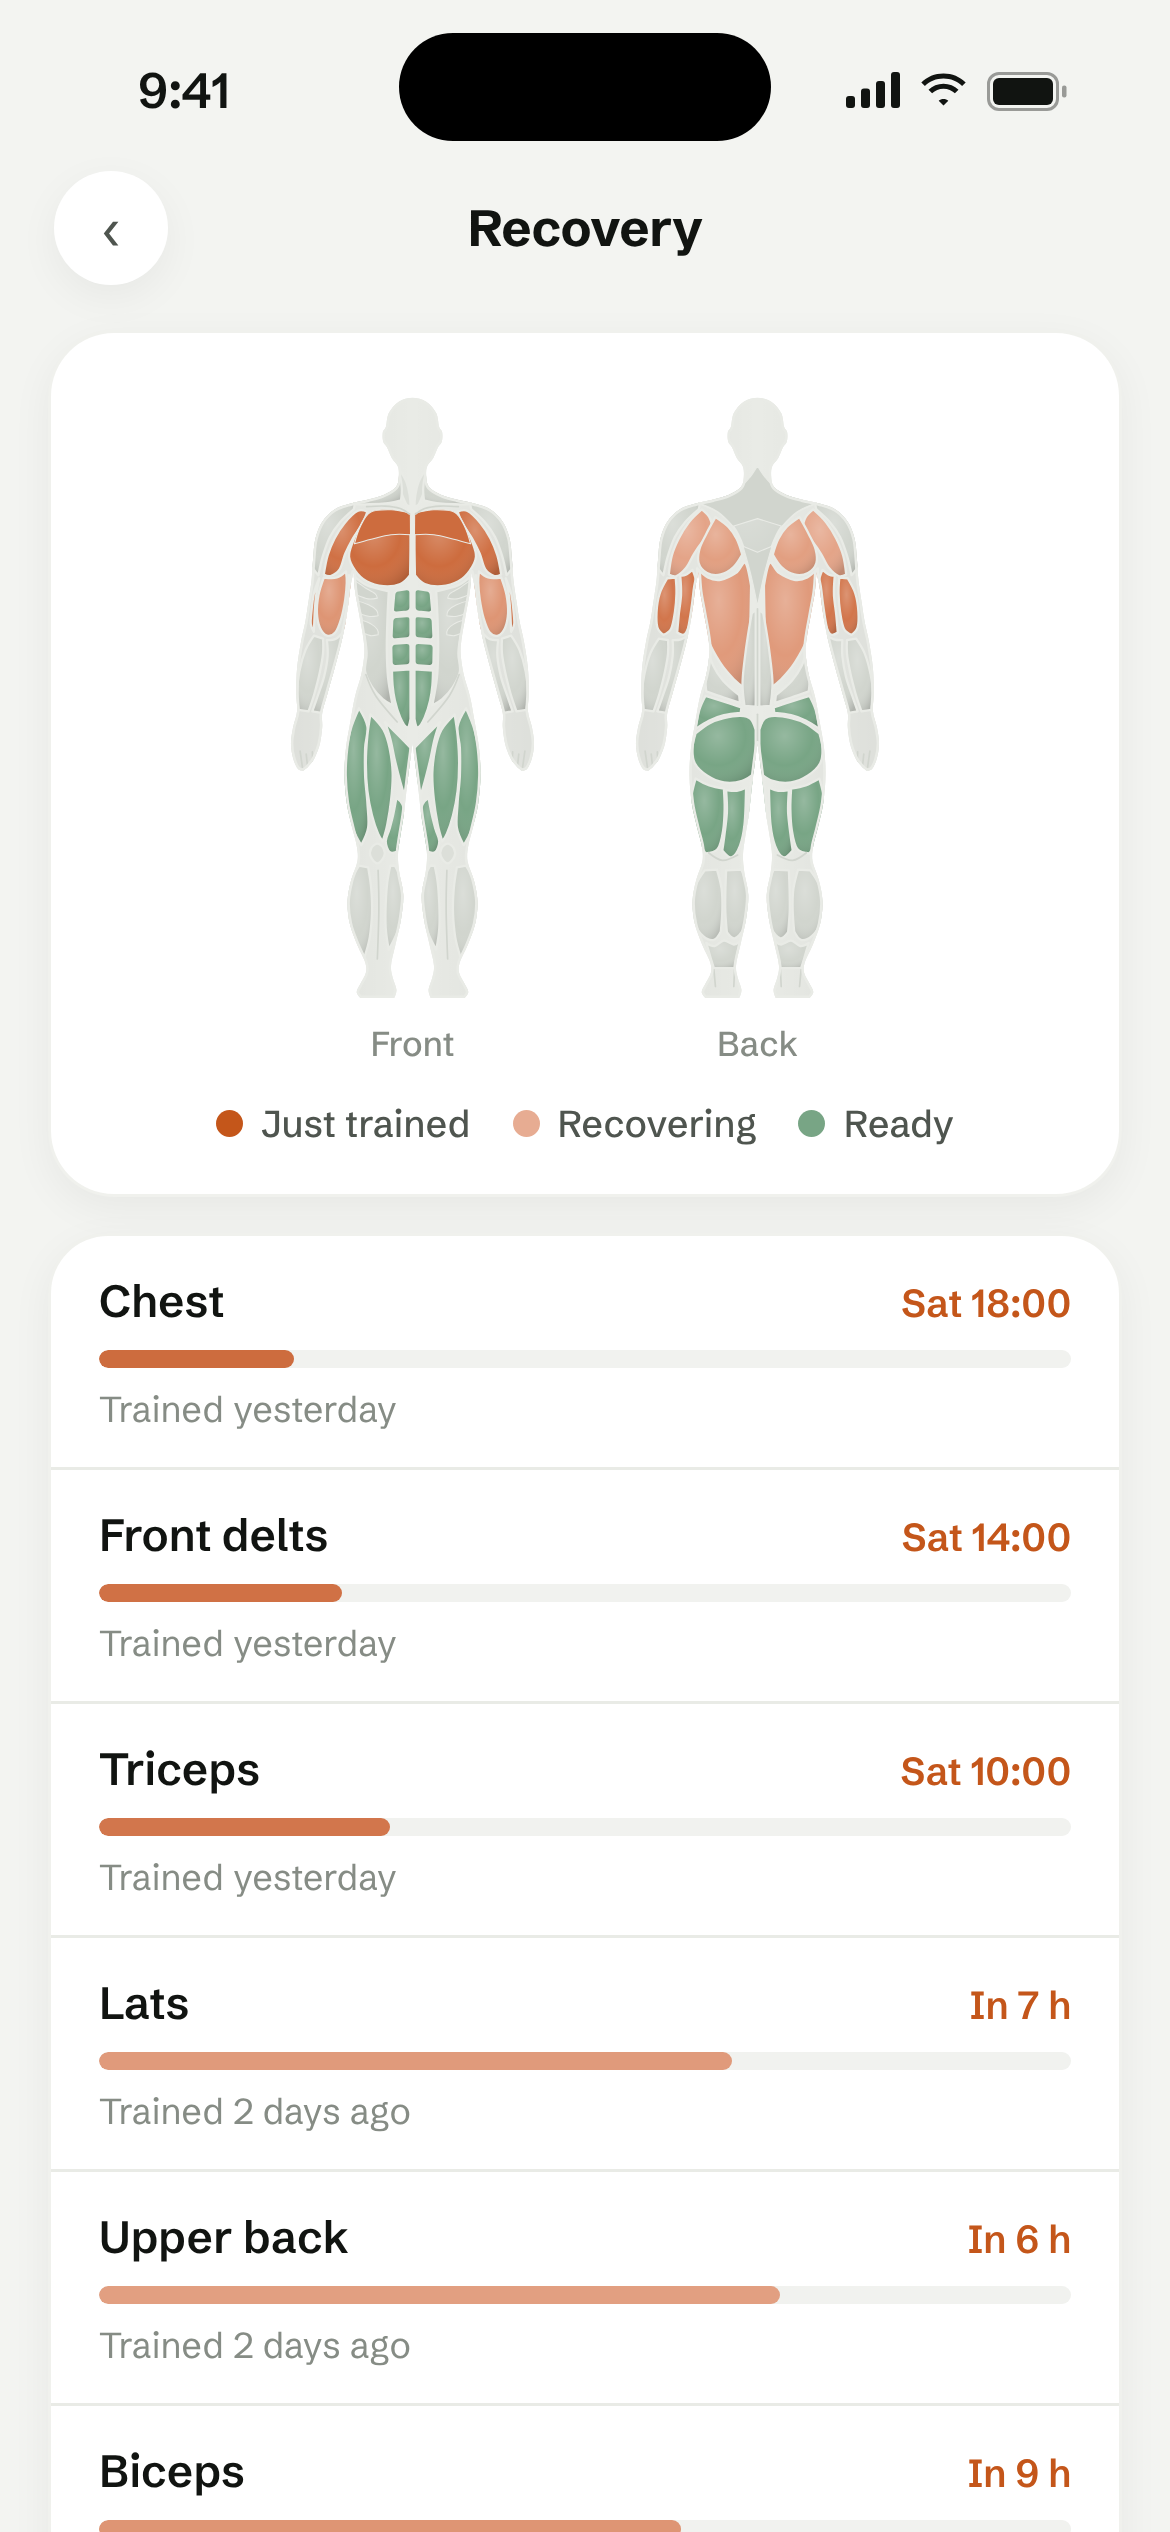 9:41
‹
Recovery
Front
Back
Just trained
Recovering
Ready
Chest
Sat 18:00
Trained yesterday
Front delts
Sat 14:00
Trained yesterday
Triceps
Sat 10:00
Trained yesterday
Lats
In 7 h
Trained 2 days ago
Upper back
In 6 h
Trained 2 days ago
Biceps
In 9 h